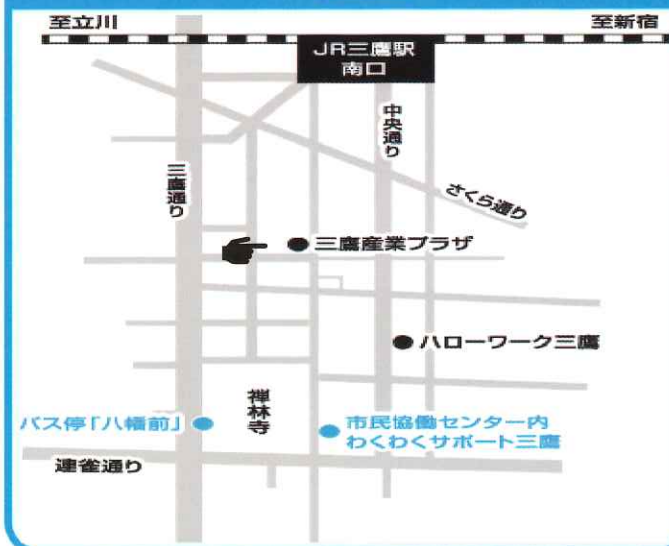 至立川
至新宿
JR三鷹駅
南口
中央通り
三鷹通り
さくら通り
三鷹産業プラザ
ハローワーク三鷹
禅林寺
バス停「八幡前」
市民協働センター内
わくわくサポート三鷹
連雀通り